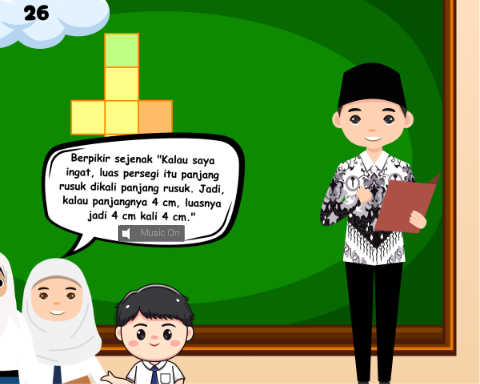 26
Berpikir sejenak "Kalau saya
ingat, luas persegi itu panjang
rusuk dikali panjang rusuk. Jadi,
kalau panjangnya 4 cm, luasnya
jadi 4 cm kali 4 cm."
Music On